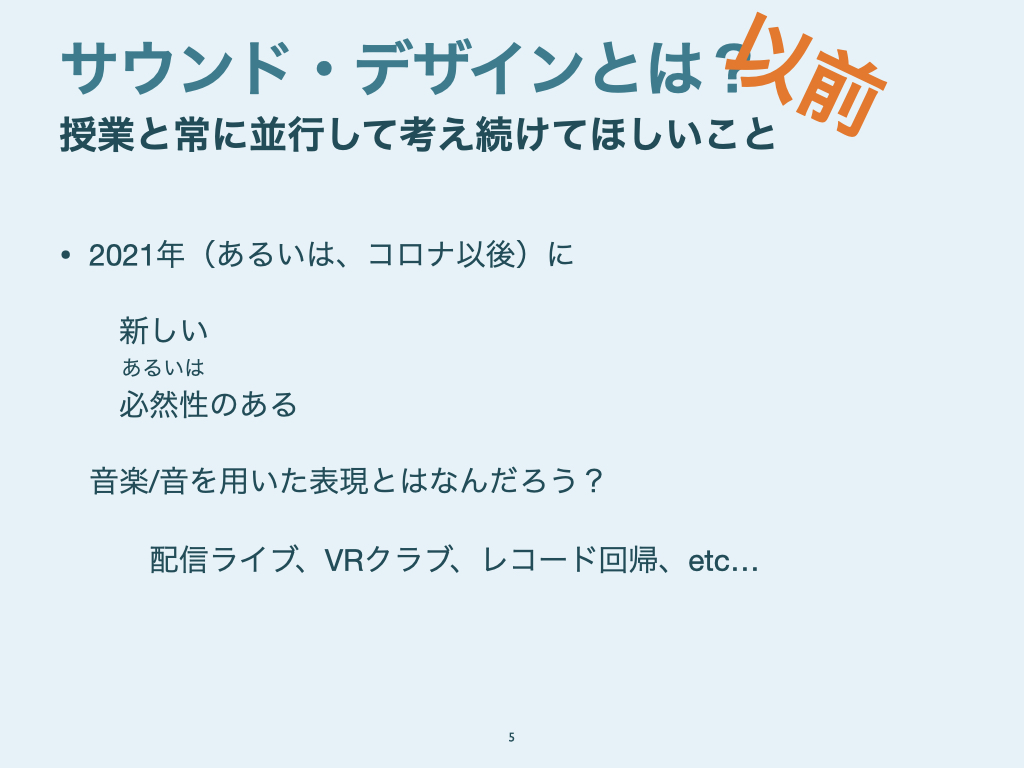 サウンド・デザインとは？
以前
授業と常に並行して考え続けてほしいこと
• 2021年（あるいは、コロナ以後）に
新しい
あるいは
必然性のある
音楽/音を用いた表現とはなんだろう？
配信ライブ、VRクラブ、レコード回帰、etc…
5